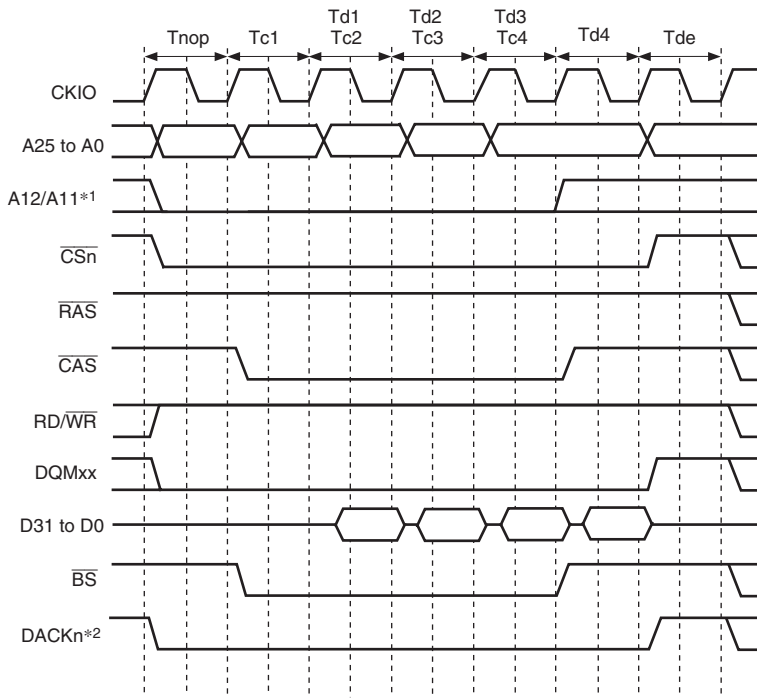 Td1 Td2 Td3
Tnop Tc1 Tc2 Tc3 Tc4 Td4 Tde
CKIO
A25 to A0
A12/A11*1
CSn
RAS
CAS
RD/WR
DQMxx
D31 to D0
BS
DACKn*2